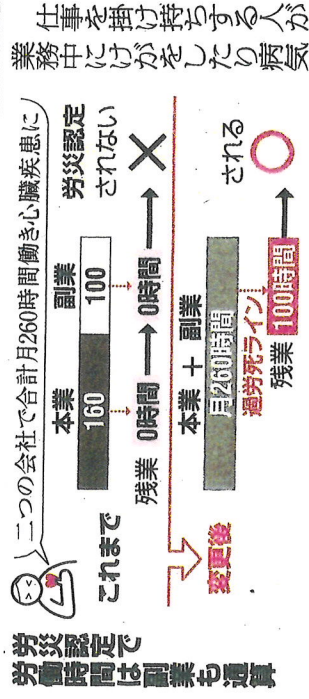 労災認定で
労働時間は副業も通算
二つの会社で合計月260時間働き心臓疾患に
これまで
本業 副業
160 100
残業 0時間 0時間
労災認定
されない
変更後
本業 + 副業
月260時間
過労死ライン
残業 100時間
される
仕事を掛け持ちする人が
業務中にけがをしたり病気